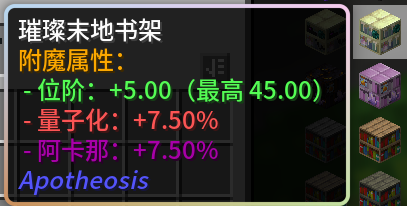 璀璨末地书架
附魔属性：
- 位阶：+5.00（最高 45.00）
- 量子化：+7.50%
- 阿卡那：+7.50%
Apotheosis